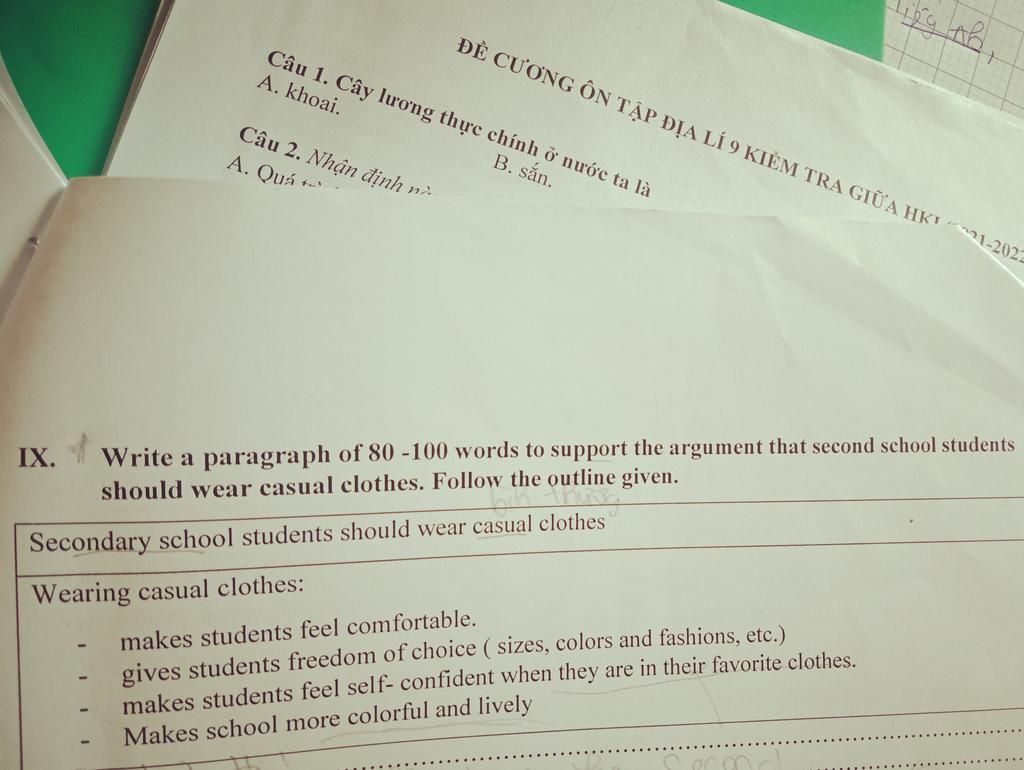 ĐỀ CƯƠNG ÔN TẬP ĐỊA LÍ 9 KIỂM TRA GIỮA HKI 2021-2022
Câu 1. Cây lương thực chính ở nước ta là
A. khoai.
B. sắn.
Câu 2. Nhận định
A. Quá
IX. Write a paragraph of 80 -100 words to support the argument that second school students
should wear casual clothes. Follow the outline given.
Secondary school students should wear casual clothes
Wearing casual clothes:
- makes students feel comfortable.
- gives students freedom of choice ( sizes, colors and fashions, etc.)
- makes students feel self- confident when they are in their favorite clothes.
- Makes school more colorful and lively